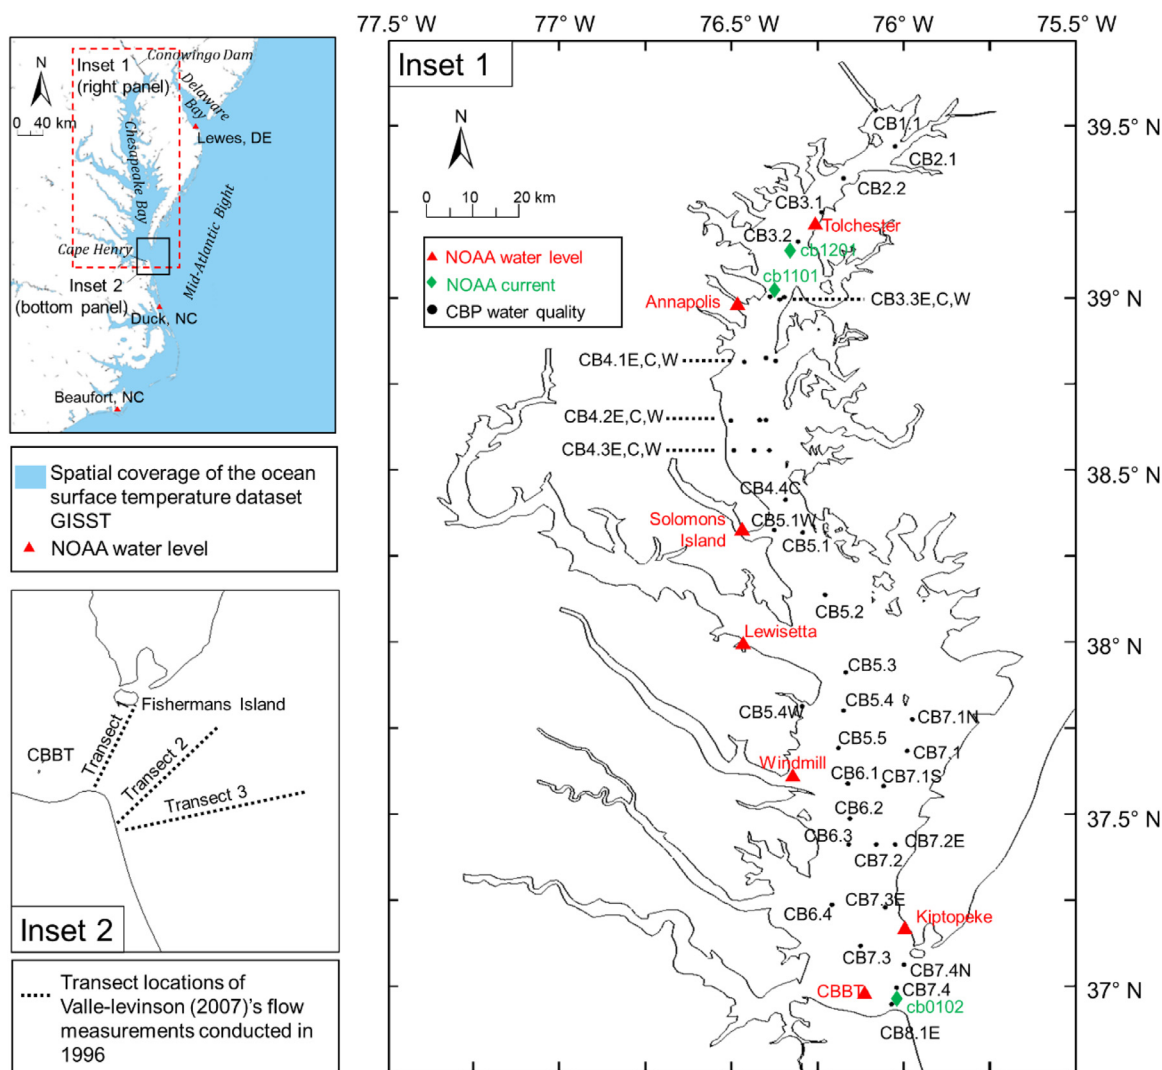 77.5° W
77° W
76.5° W
76° W
75.5° W
Conowingo Dam
N
Inset 1
(right panel)
Delaware
Bay
0 40 km
Lewes, DE
Chesapeake Bay
Mid-Atlantic Bight
Cape Henry
Inset 2
(bottom panel)
Duck, NC
Beaufort, NC
Spatial coverage of the ocean
surface temperature dataset
GISST
NOAA water level
Fishermans Island
CBBT
Transect 1
Transect 2
Transect 3
Inset 2
Transect locations of
Valle-levinson (2007)'s flow
measurements conducted in
1996
Inset 1
N
0 10 20 km
NOAA water level
NOAA current
CBP water quality
CB1.1
39.5° N
CB2.1
CB2.2
CB3.1
Tolchester
CB3.2
cb1201
cb1101
Annapolis
CB3.3E,C,W
39° N
CB4.1E,C,W
CB4.2E,C,W
CB4.3E,C,W
38.5° N
CB4.4C
Solomons
Island
CB5.1W
CB5.1
CB5.2
Lewisetta
38° N
CB5.3
CB5.4
CB5.4W
CB7.1N
CB5.5
CB7.1
Windmill
CB6.1
CB7.1S
CB6.2
37.5° N
CB6.3
CB7.2E
CB7.2
CB7.3E
CB6.4
Kiptopeke
CB7.3
CB7.4N
CBBT
CB7.4
37° N
cb0102
CB8.1E